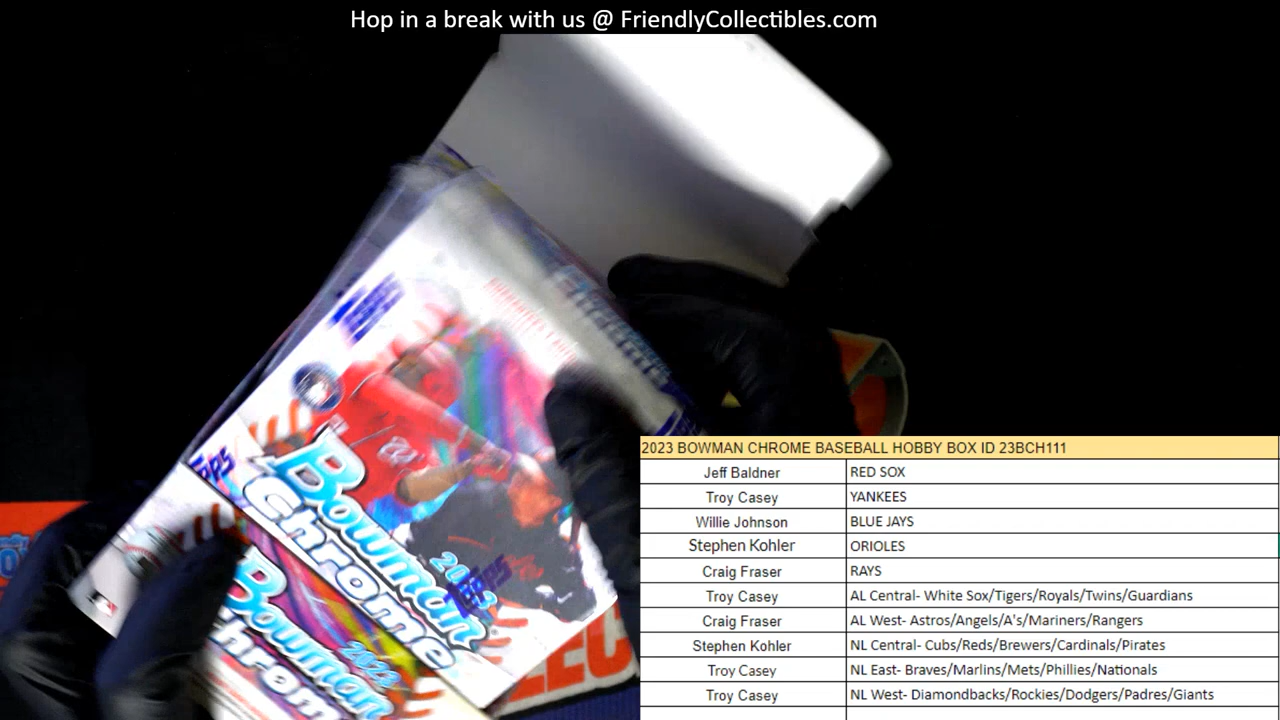 Hop in a break with us @ FriendlyCollectibles.com
Bowman
Chrome
2023
TOPPS
TOPPS
Bowman
Chrom
2023
2023 BOWMAN CHROME BASEBALL HOBBY BOX ID 23BCH111
Jeff Baldner RED SOX
Troy Casey YANKEES
Willie Johnson BLUE JAYS
Stephen Kohler ORIOLES
Craig Fraser RAYS
Troy Casey AL Central- White Sox/Tigers/Royals/Twins/Guardians
Craig Fraser AL West- Astros/Angels/A's/Mariners/Rangers
Stephen Kohler NL Central- Cubs/Reds/Brewers/Cardinals/Pirates
Troy Casey NL East- Braves/Marlins/Mets/Phillies/Nationals
Troy Casey NL West- Diamondbacks/Rockies/Dodgers/Padres/Giants